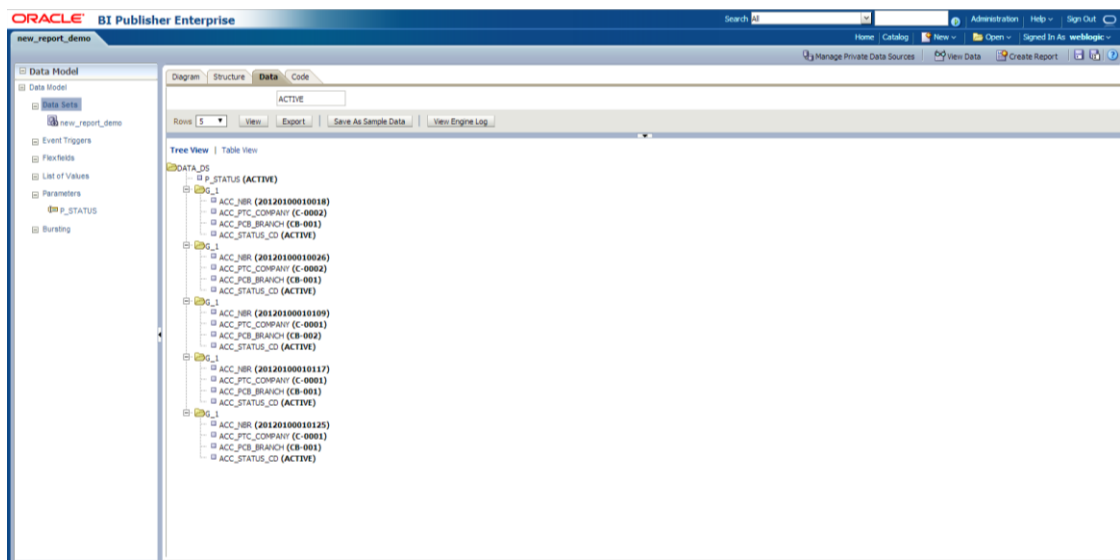 ORACLE BI Publisher Enterprise
Search All
Administration Help Sign Out
new_report_demo
Home Catalog New Open Signed In As weblogic
Manage Private Data Sources View Data Create Report
Data Model
Data Model
Data Sets
new_report_demo
Event Triggers
Flexfields
List of Values
Parameters
P_STATUS
Bursting
Diagram Structure Data Code
ACTIVE
Rows 5 View Export | Save As Sample Data | View Engine Log
Tree View | Table View
DATA_DS
P_STATUS (ACTIVE)
G_1
ACC_NBR (20120100010018)
ACC_PTC_COMPANY (C-0002)
ACC_PCB_BRANCH (CB-001)
ACC_STATUS_CD (ACTIVE)
G_1
ACC_NBR (20120100010026)
ACC_PTC_COMPANY (C-0002)
ACC_PCB_BRANCH (CB-001)
ACC_STATUS_CD (ACTIVE)
G_1
ACC_NBR (20120100010109)
ACC_PTC_COMPANY (C-0001)
ACC_PCB_BRANCH (CB-002)
ACC_STATUS_CD (ACTIVE)
G_1
ACC_NBR (20120100010117)
ACC_PTC_COMPANY (C-0001)
ACC_PCB_BRANCH (CB-001)
ACC_STATUS_CD (ACTIVE)
G_1
ACC_NBR (20120100010125)
ACC_PTC_COMPANY (C-0001)
ACC_PCB_BRANCH (CB-001)
ACC_STATUS_CD (ACTIVE)